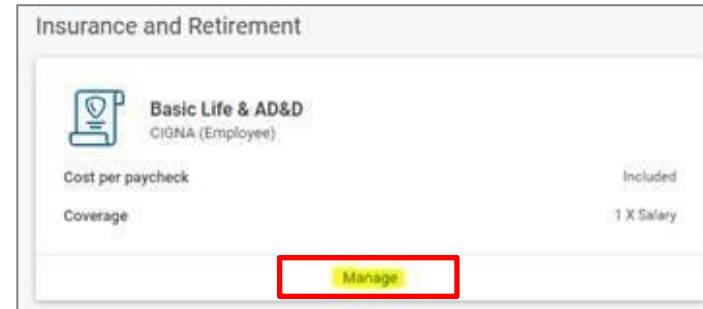 Insurance and Retirement
Basic Life & AD&D
CIGNA (Employee)
Cost per paycheck Included
Coverage 1 X Salary
Manage